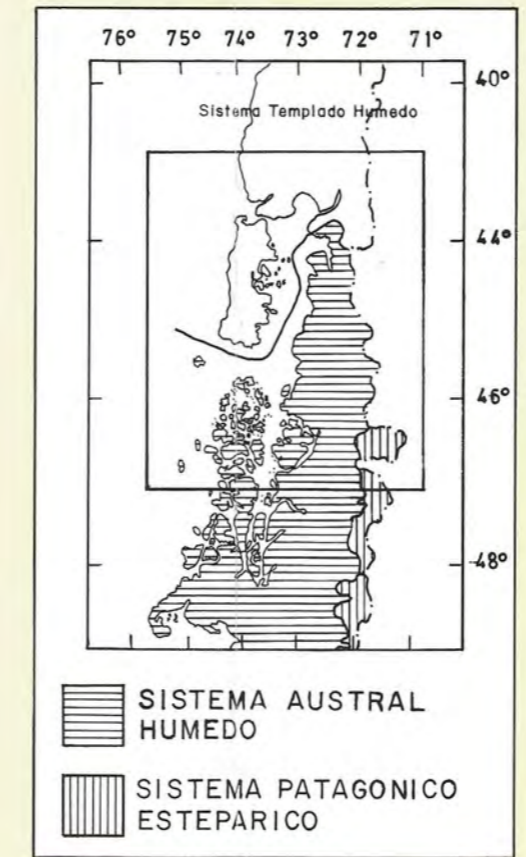 76° 75° 74° 73° 72° 71°
40°
Sistema Templado Humedo
44°
46°
48°
SISTEMA AUSTRAL
HUMEDO
SISTEMA PATAGONICO
ESTEPARICO